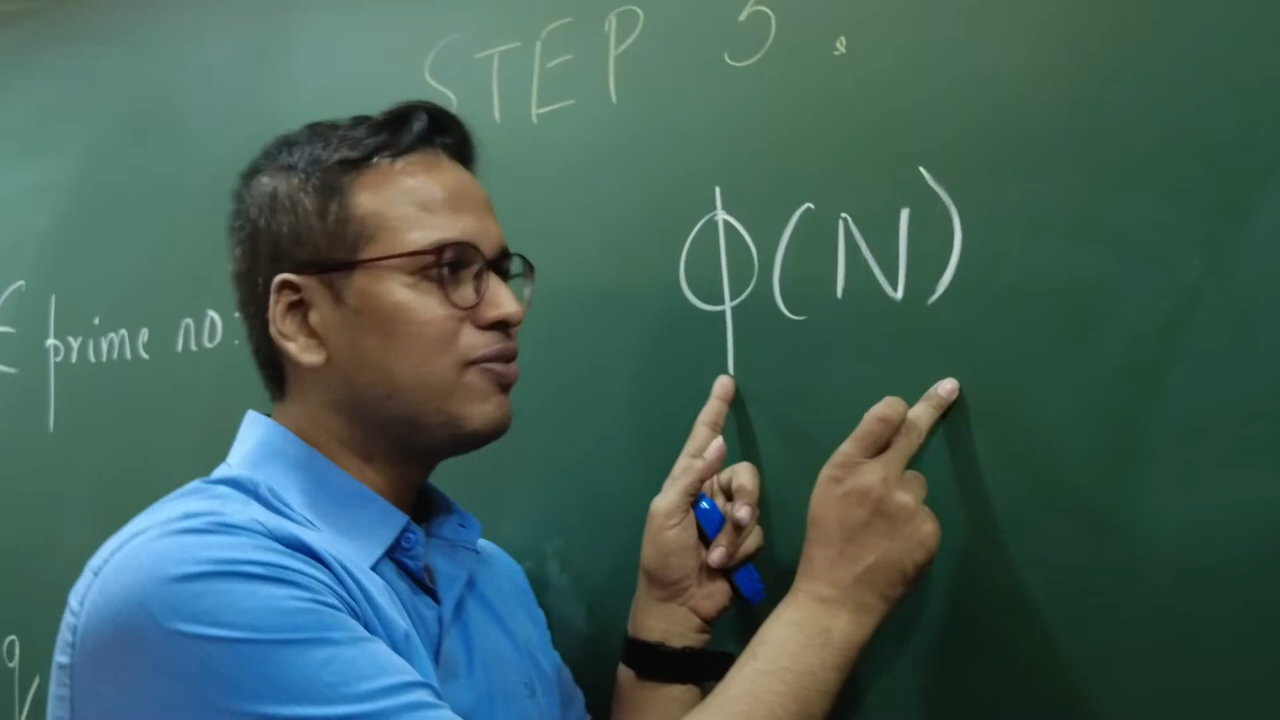 STEP 3.
ϕ(N)
E prime no:
q